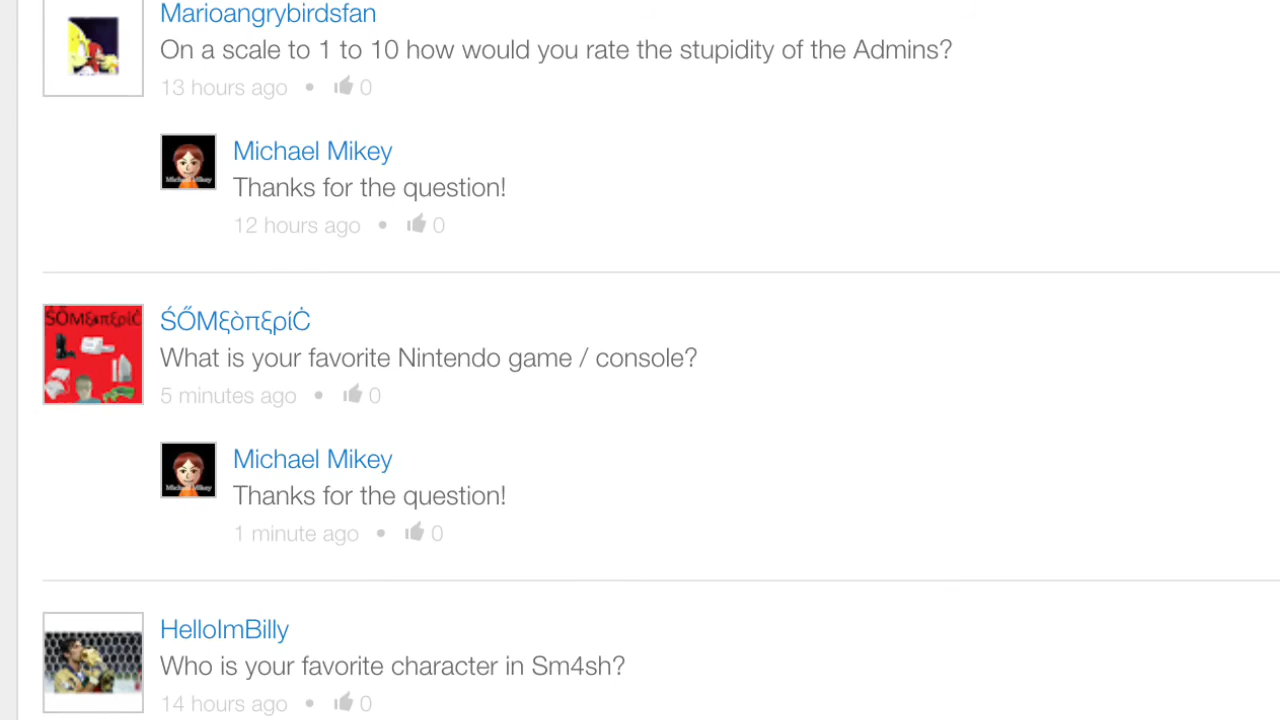 Marioangrybirdsfan
On a scale to 1 to 10 how would you rate the stupidity of the Admins?
13 hours ago • 0
Michael Mikey
Thanks for the question!
12 hours ago • 0
ŚŐMξòπξρíĊ
What is your favorite Nintendo game / console?
5 minutes ago • 0
Michael Mikey
Thanks for the question!
1 minute ago • 0
HelloImBilly
Who is your favorite character in Sm4sh?
14 hours ago • 0